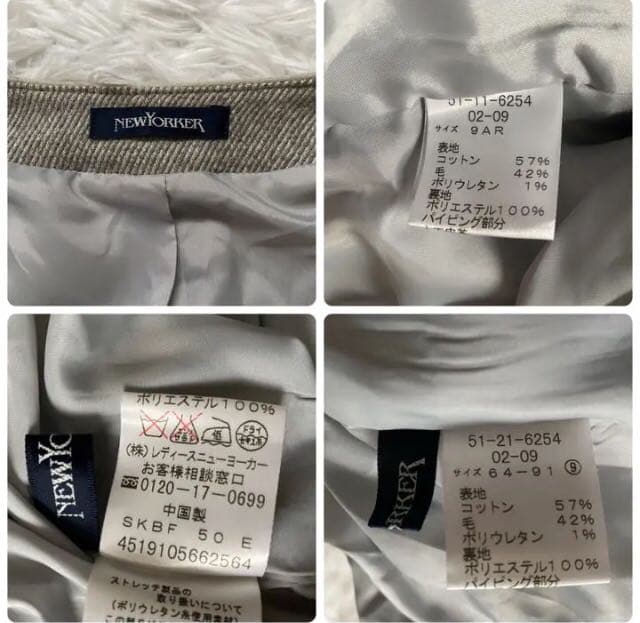 NEWYORKER
51-11-6254
02-09
サイズ 9AR
表地
コットン 57%
毛 42%
ポリウレタン 1%
裏地
ポリエステル100%
パイピング部分
ポリエステル100%
低
ドライ
(株)レディースニューヨーカー
お客様相談窓口
0120-17-0699
中国製
SKBF 50 E
4519105662564
ストレッチ製品の
取り扱いについて
(ポリウレタン糸使用素材)
NEWYO
YORKER
51-21-6254
02-09
サイズ 64-91 ⑨
表地
コットン 57%
毛 42%
ポリウレタン 1%
裏地
ポリエステル100%
パイピング部分